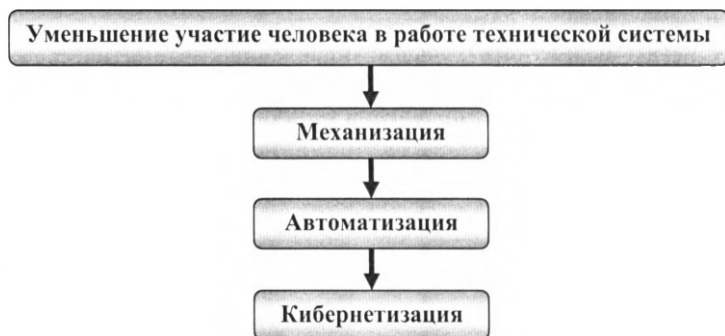 Уменьшение участие человека в работе технической системы
Механизация
Автоматизация
Кибернетизация